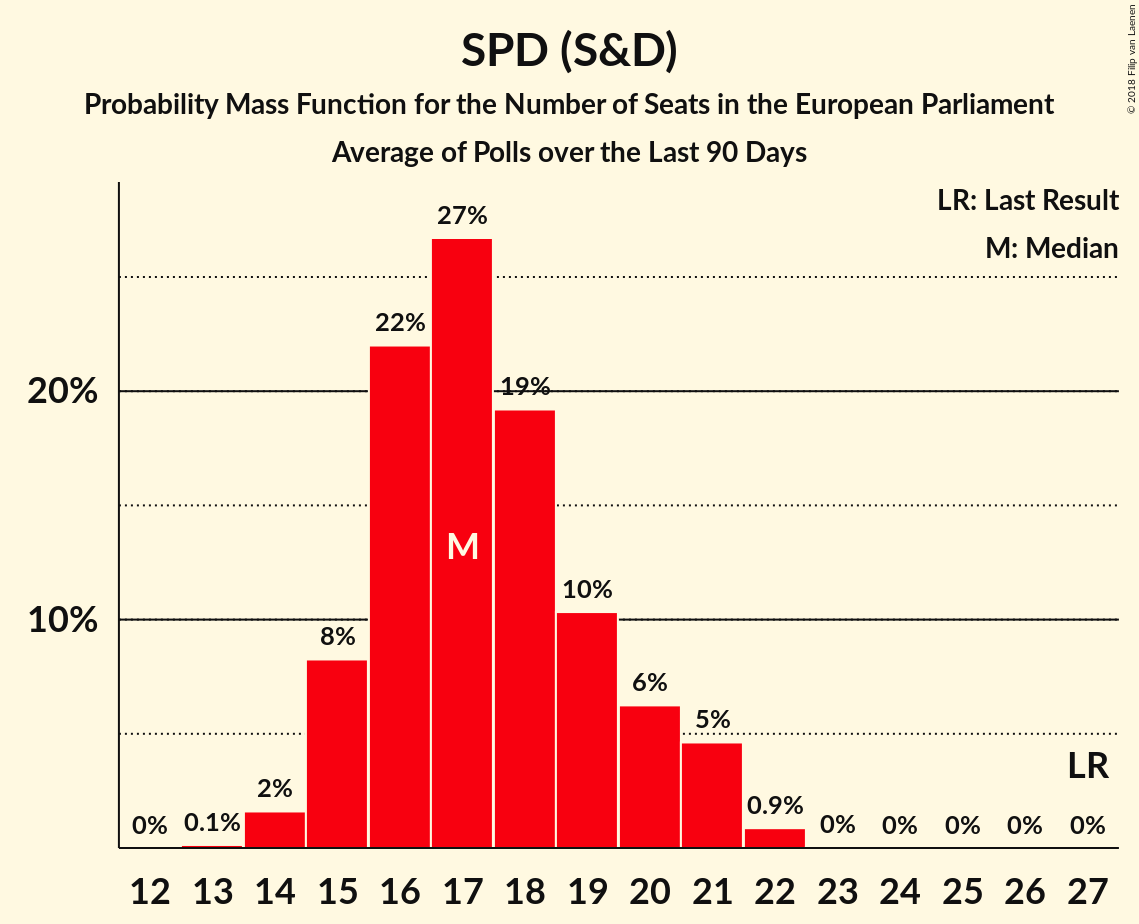 SPD (S&D)
Probability Mass Function for the Number of Seats in the European Parliament
Average of Polls over the Last 90 Days
© 2018 Filip van Laenen
LR: Last Result
M: Median
27%
22%
20%
19%
M
10%
10%
8%
6%
5%
LR
2%
0.9%
0% 0.1% 0% 0% 0% 0% 0%
12 13 14 15 16 17 18 19 20 21 22 23 24 25 26 27